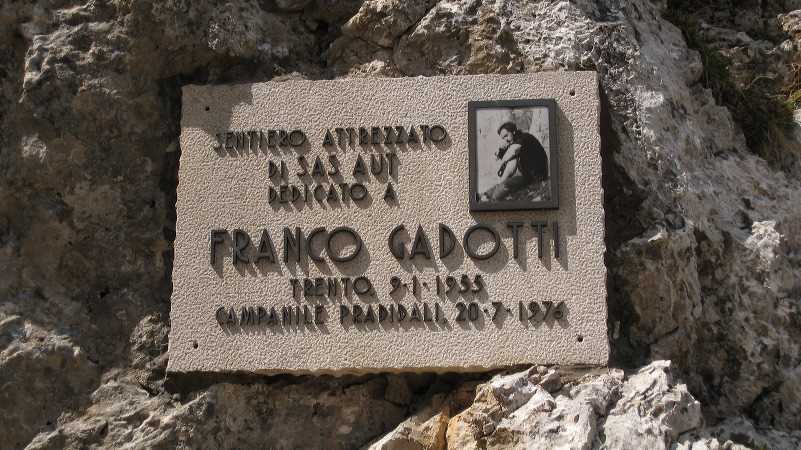 SENTIERO ATTREZZATO
DI SAS AUT
DEDICATO A
FRANCO GADOTTI
TRENTO, 9·1·1955
CAMPANILE PRADIDALI, 20·7·1976